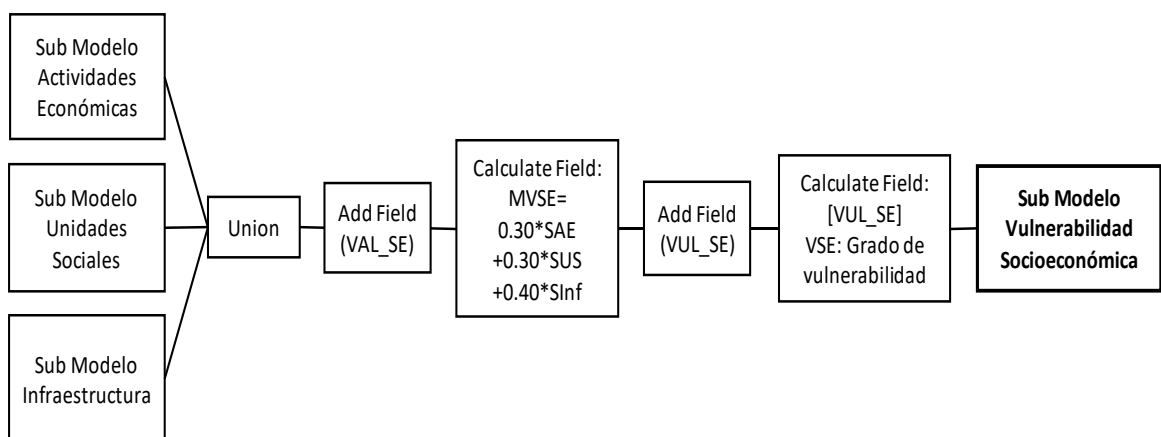 Sub Modelo
Actividades
Económicas
Sub Modelo
Unidades
Sociales
Sub Modelo
Infraestructura
Union
Add Field
(VAL_SE)
Calculate Field:
MVSE=
0.30*SAE
+0.30*SUS
+0.40*SInf
Add Field
(VUL_SE)
Calculate Field:
[VUL_SE]
VSE: Grado de
vulnerabilidad
Sub Modelo
Vulnerabilidad
Socioeconómica